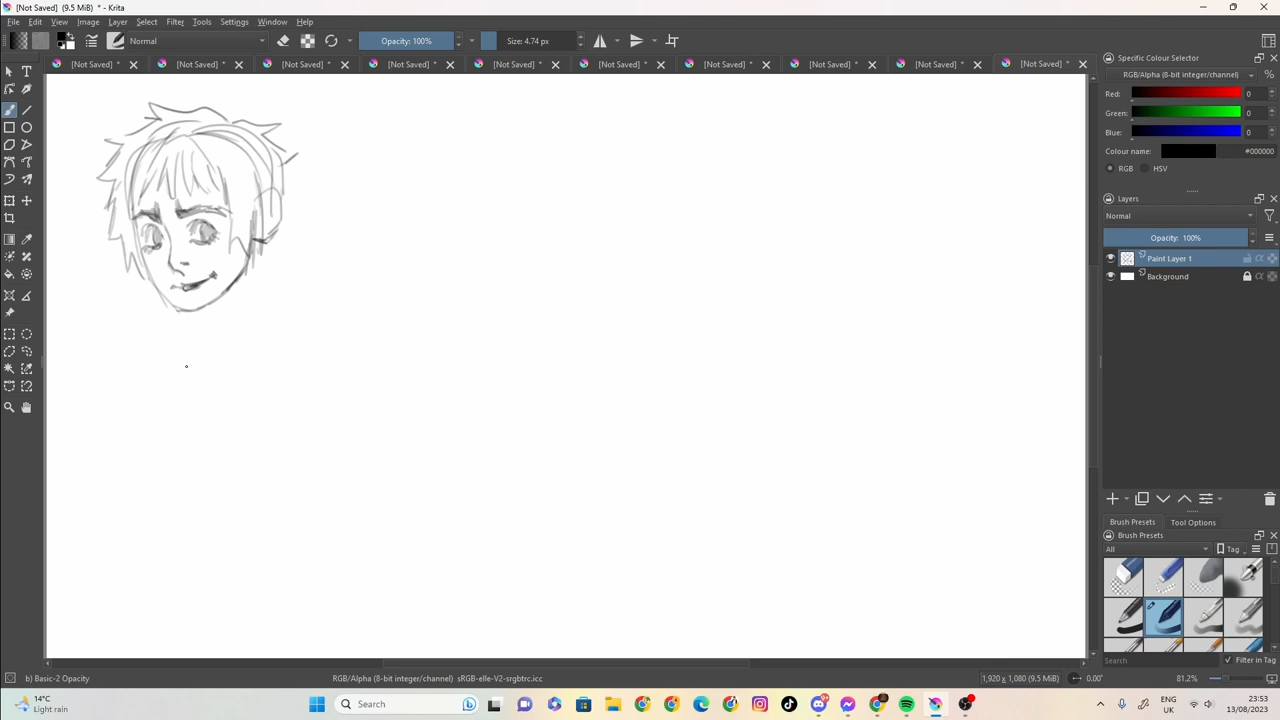 [Not Saved] (9.5 MiB) * - Krita
File Edit View Image Layer Select Filter Tools Settings Window Help
Normal Opacity: 100% Size: 4.74 px
[Not Saved] * [Not Saved] * [Not Saved] * [Not Saved] * [Not Saved] * [Not Saved] * [Not Saved] * [Not Saved] * [Not Saved] * [Not Saved] *
Specific Colour Selector
RGB/Alpha (8-bit integer/channel) %
Red: 0
Green: 0
Blue: 0
Colour name: #000000
RGB HSV
Layers
Normal
Opacity: 100%
Paint Layer 1
Background
Brush Presets Tool Options
Brush Presets
All Tag
Search Filter in Tag
b) Basic-2 Opacity RGB/Alpha (8-bit integer/channel) sRGB-elle-V2-srgbtrc.icc 1,920 x 1,080 (9.5 MiB) 0.00° 81.2%
14°C
Light rain
Search
ENG
UK
23:53
13/08/2023